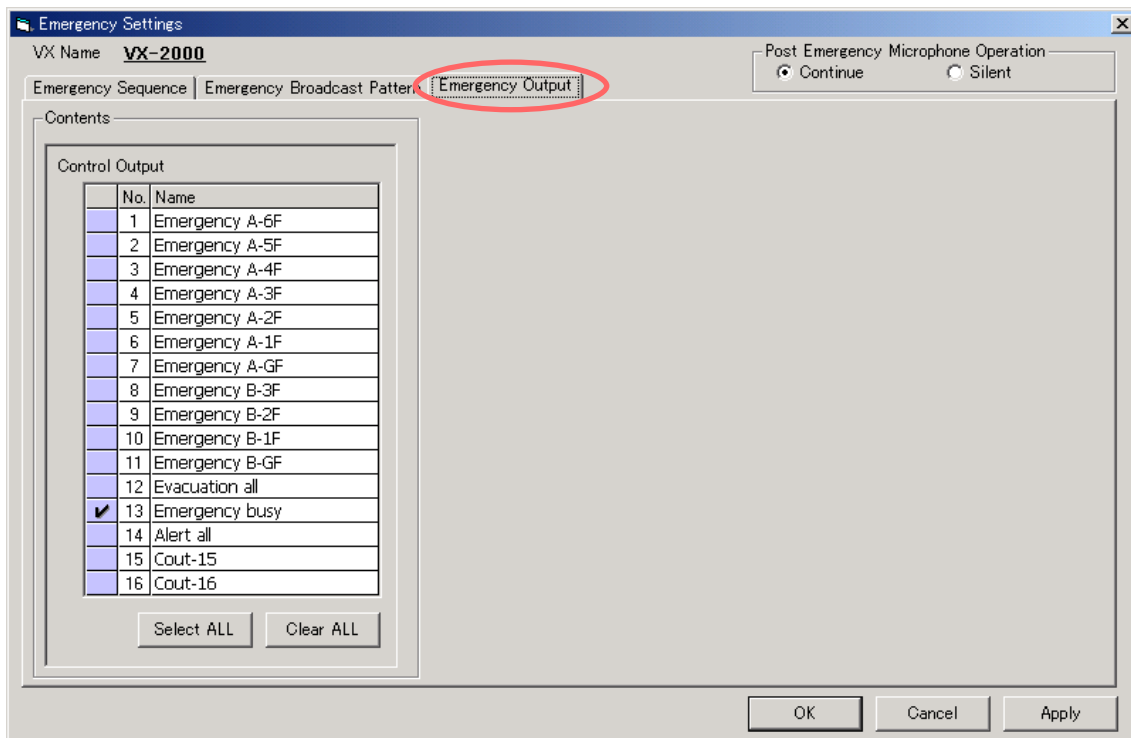 Emergency Settings
VX Name VX-2000
Post Emergency Microphone Operation
Continue Silent
Emergency Sequence Emergency Broadcast Pattern Emergency Output
Contents
Control Output
No. Name
1 Emergency A-6F
2 Emergency A-5F
3 Emergency A-4F
4 Emergency A-3F
5 Emergency A-2F
6 Emergency A-1F
7 Emergency A-GF
8 Emergency B-3F
9 Emergency B-2F
10 Emergency B-1F
11 Emergency B-GF
12 Evacuation all
13 Emergency busy
14 Alert all
15 Cout-15
16 Cout-16
Select ALL Clear ALL
OK Cancel Apply